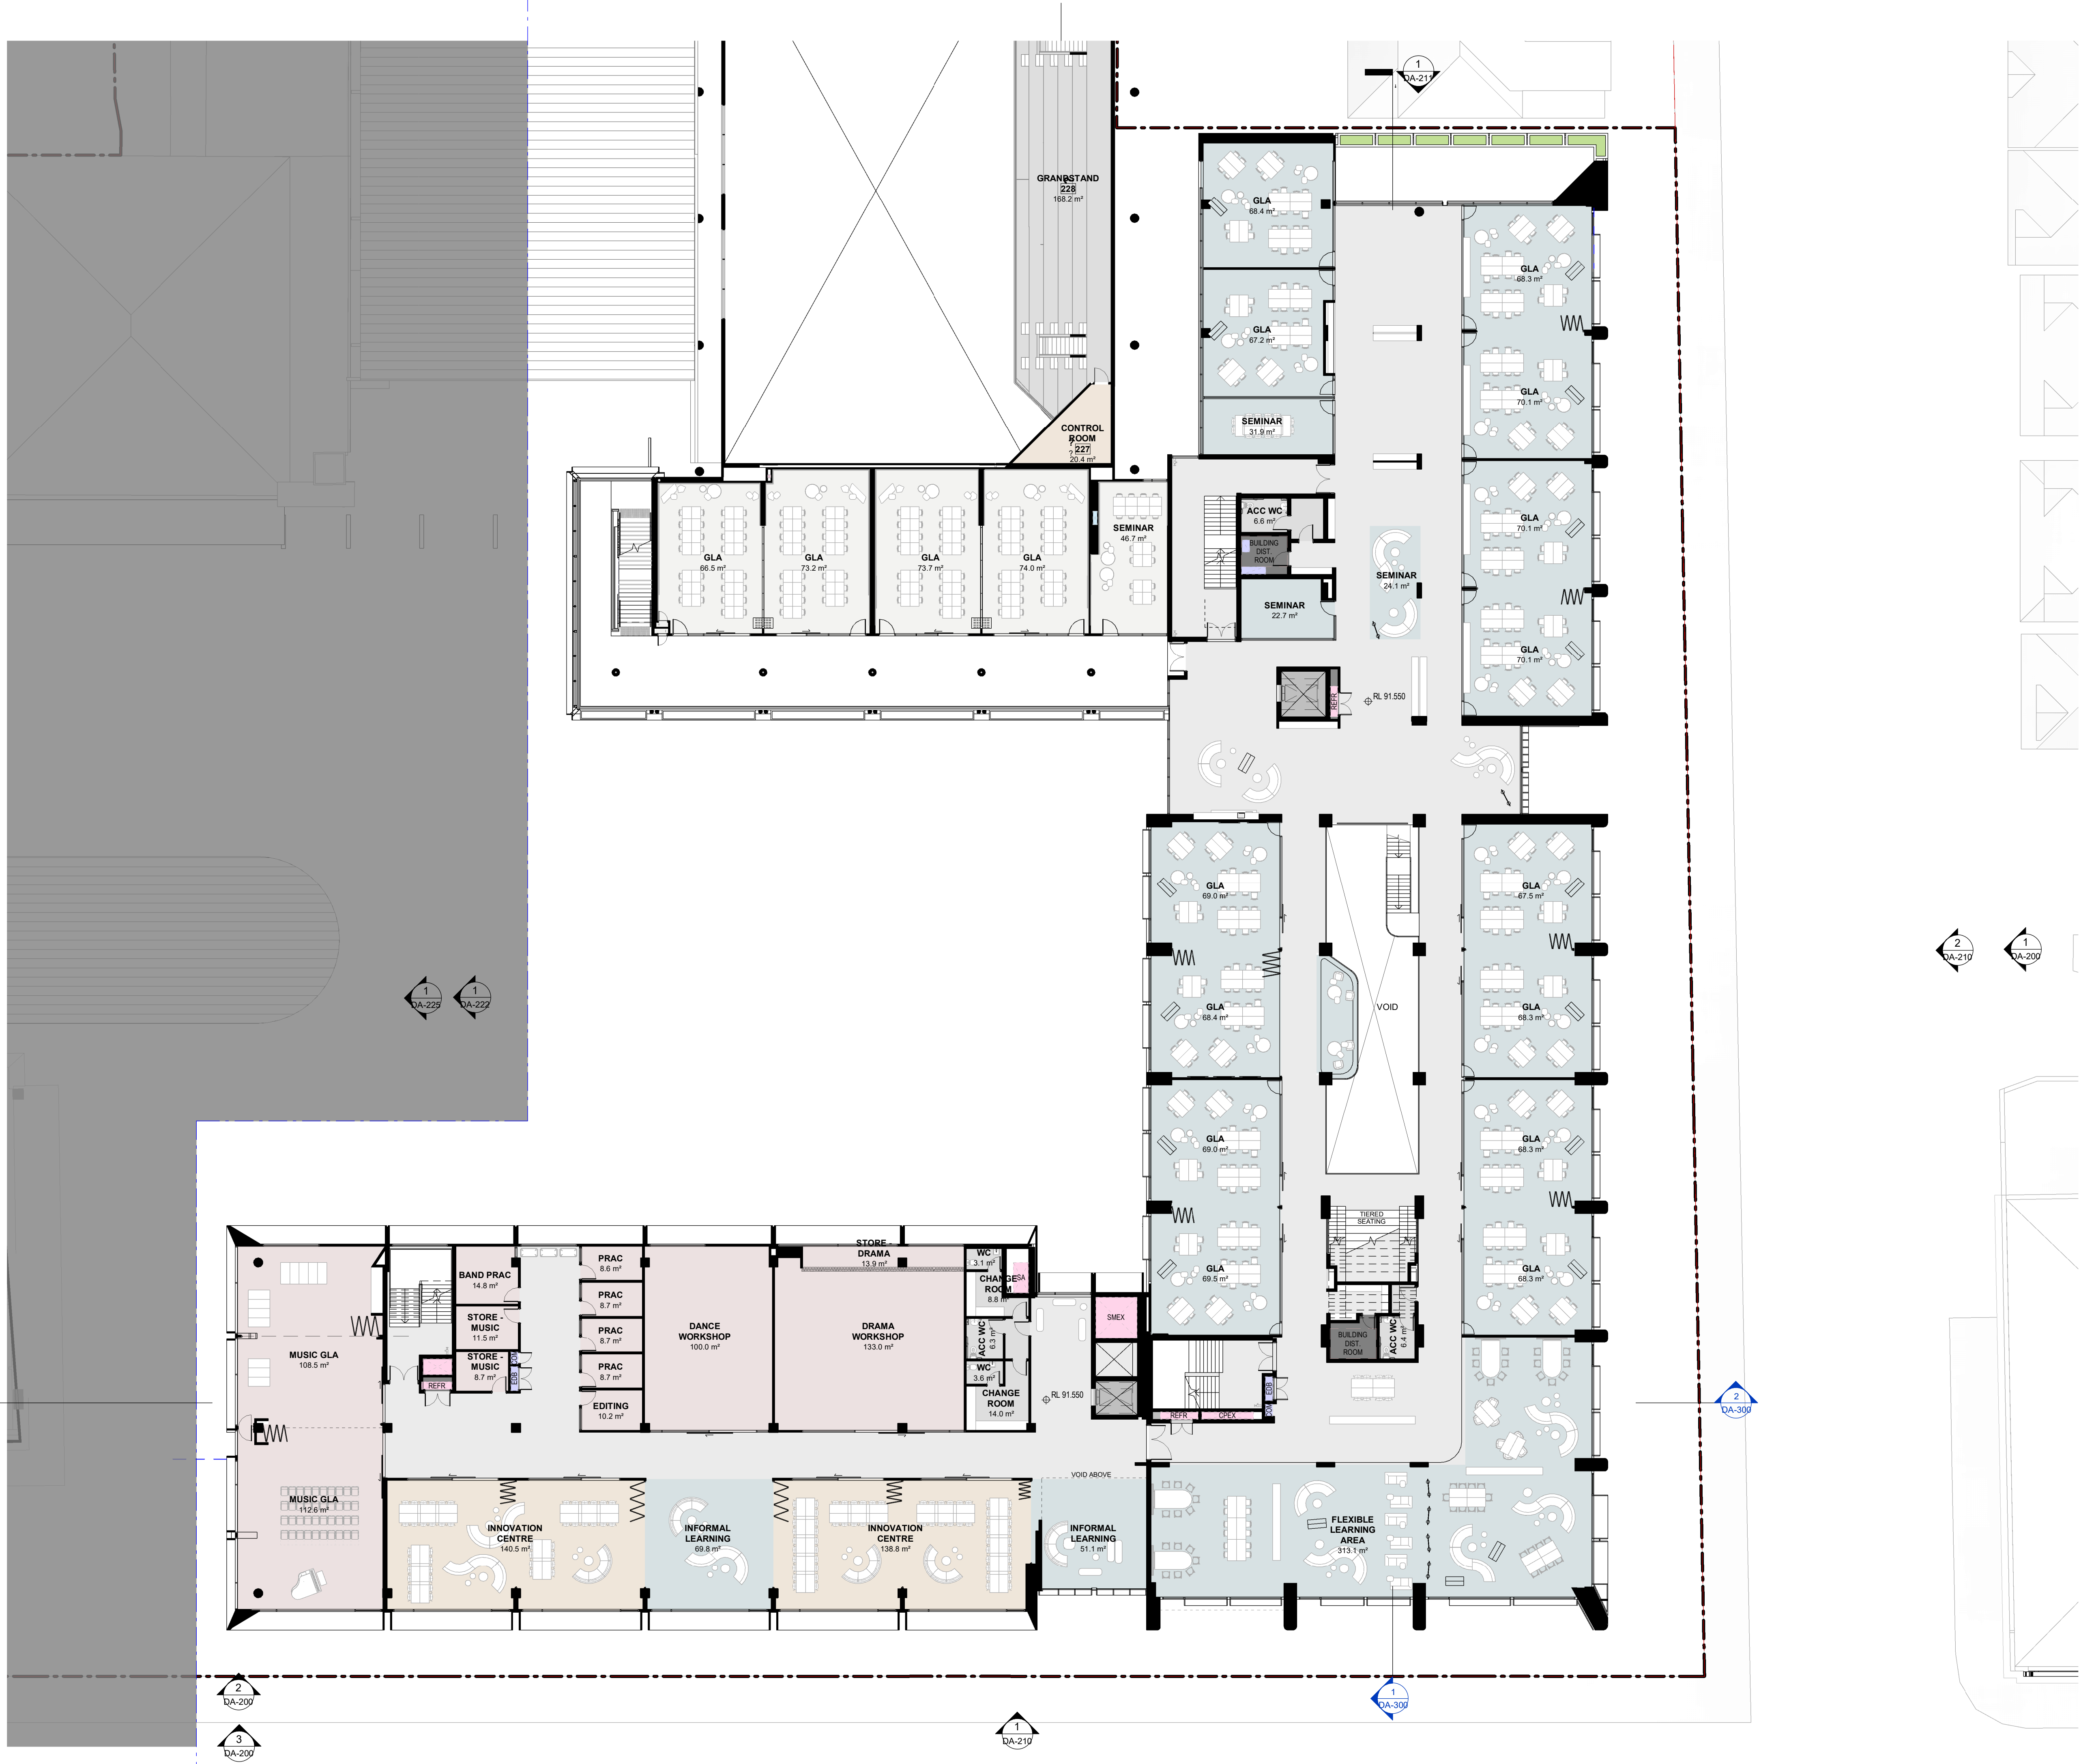 1
DA-211
GRANDSTAND
228
168.2 m²
GLA
68.4 m²
GLA
68.3 m²
GLA
67.2 m²
GLA
70.1 m²
SEMINAR
31.9 m²
CONTROL
ROOM
?
? 227
20.4 m²
GLA
66.5 m²
GLA
73.2 m²
GLA
73.7 m²
GLA
74.0 m²
SEMINAR
46.7 m²
ACC WC
6.6 m²
BUILDING
DIST.
ROOM
SEMINAR
22.7 m²
SEMINAR
24.1 m²
GLA
70.1 m²
GLA
70.1 m²
REFR
RL 91.550
GLA
69.0 m²
GLA
67.5 m²
GLA
68.4 m²
VOID
GLA
68.3 m²
2
DA-210
1
DA-200
1
DA-225
1
DA-222
GLA
69.0 m²
GLA
68.3 m²
TIERED
SEATING
GLA
69.5 m²
GLA
68.3 m²
BUILDING
DIST.
ROOM
ACC WC
6.4 m²
MUSIC GLA
108.5 m²
BAND PRAC
14.8 m²
STORE -
MUSIC
11.5 m²
STORE -
MUSIC
8.7 m²
REFR
EDB
COM
PRAC
8.6 m²
PRAC
8.7 m²
PRAC
8.7 m²
PRAC
8.7 m²
EDITING
10.2 m²
DANCE
WORKSHOP
100.0 m²
STORE -
DRAMA
13.9 m²
DRAMA
WORKSHOP
133.0 m²
WC
3.1 m²
SA
CHANGE
ROOM
8.8 m²
ACC WC
6.3 m²
WC
3.6 m²
CHANGE
ROOM
14.0 m²
SMEX
RL 91.550
REFR
CPEX
EDB
COM
2
DA-300
VOID ABOVE
MUSIC GLA
112.6 m²
INNOVATION
CENTRE
140.5 m²
INFORMAL
LEARNING
69.8 m²
INNOVATION
CENTRE
138.8 m²
INFORMAL
LEARNING
51.1 m²
FLEXIBLE
LEARNING
AREA
313.1 m²
2
DA-200
1
DA-300
3
DA-200
1
DA-210